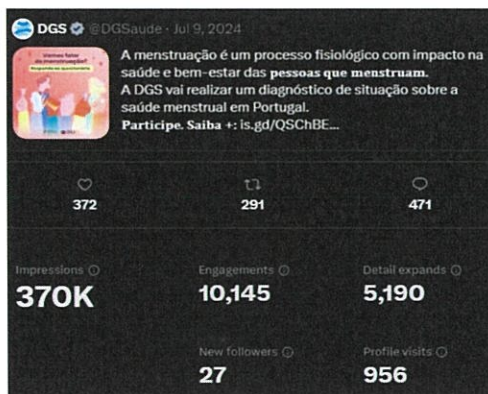 DGS @DGSaude · Jul 9, 2024
Vamos falar
de menstruação?
A menstruação é um processo fisiológico com impacto na
saúde e bem-estar das pessoas que menstruam.
A DGS vai realizar um diagnóstico de situação sobre a
saúde menstrual em Portugal.
Participe. Saiba +: is.gd/QSChBE...
372 291 471
Impressions Engagements Detail expands
370K 10,145 5,190
New followers Profile visits
27 956